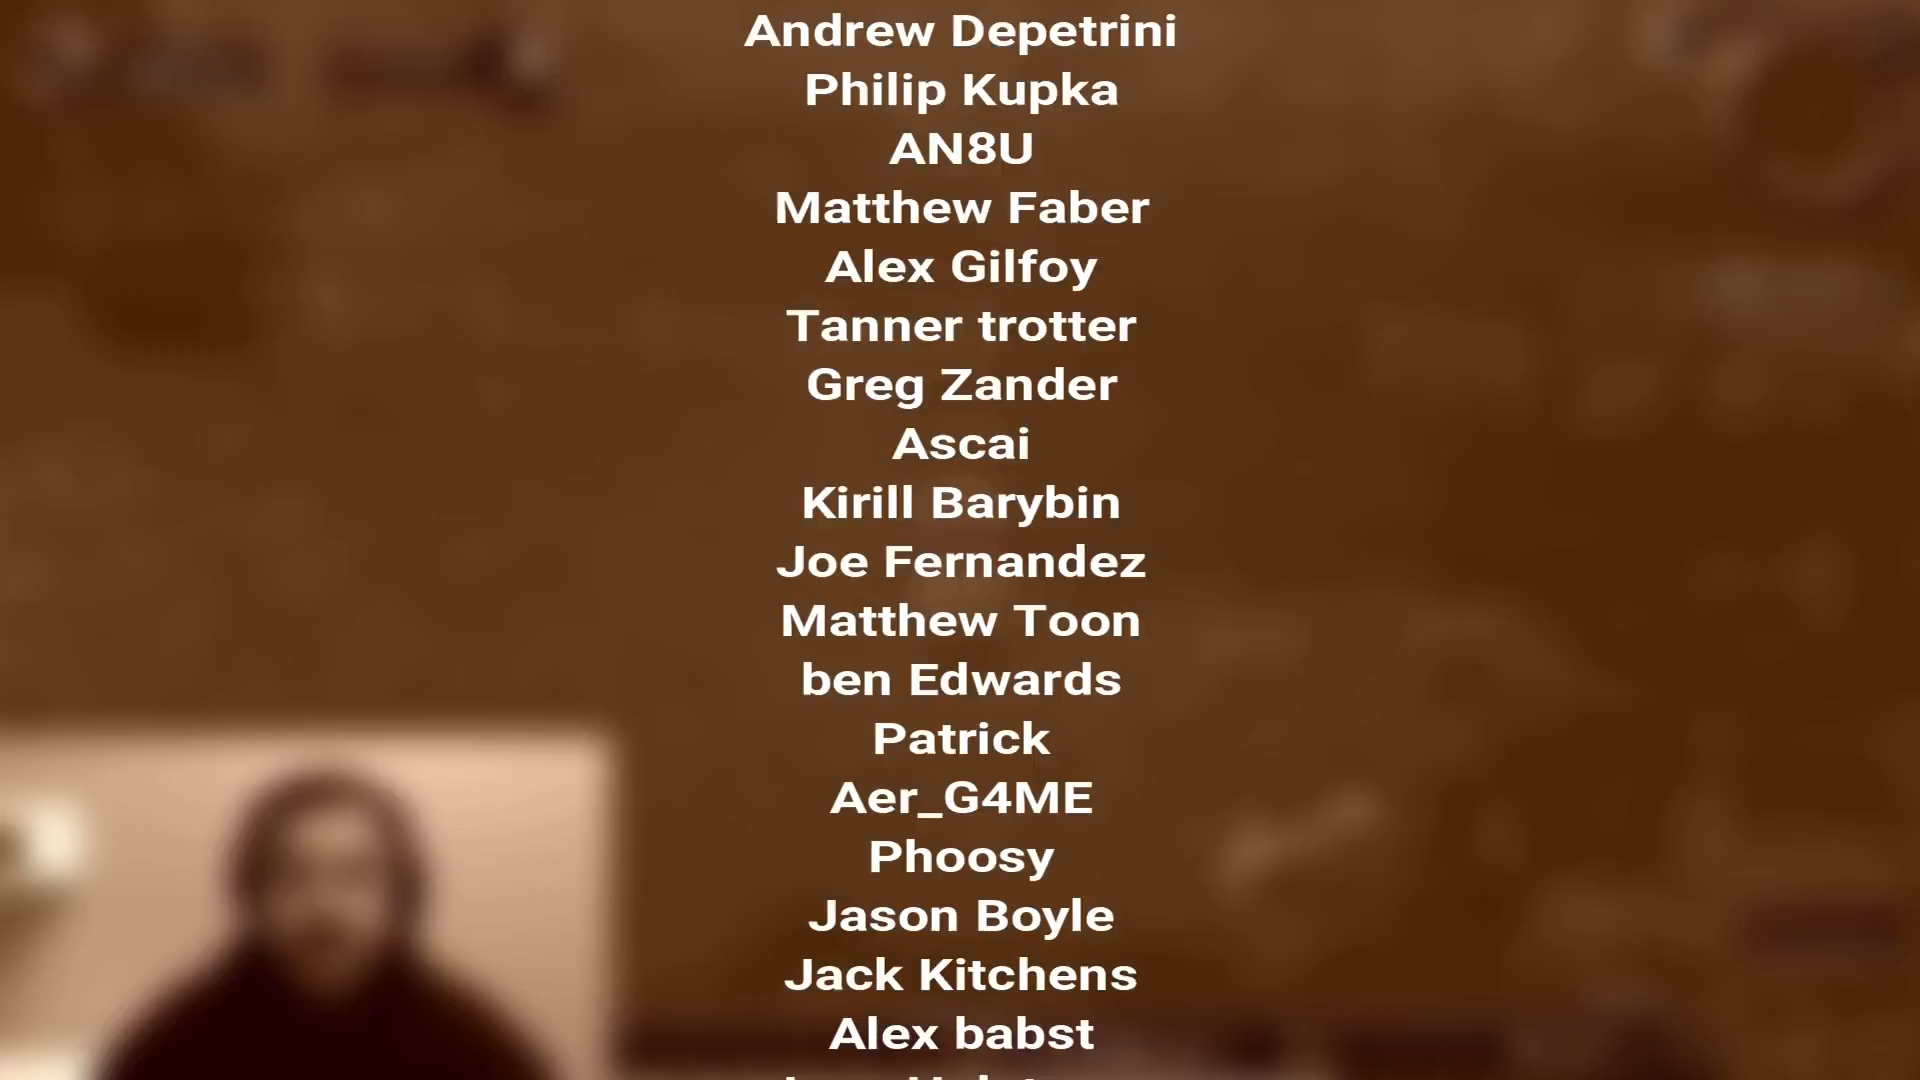 Andrew Depetrini
Philip Kupka
AN8U
Matthew Faber
Alex Gilfoy
Tanner trotter
Greg Zander
Ascai
Kirill Barybin
Joe Fernandez
Matthew Toon
ben Edwards
Patrick
Aer_G4ME
Phoosy
Jason Boyle
Jack Kitchens
Alex babst